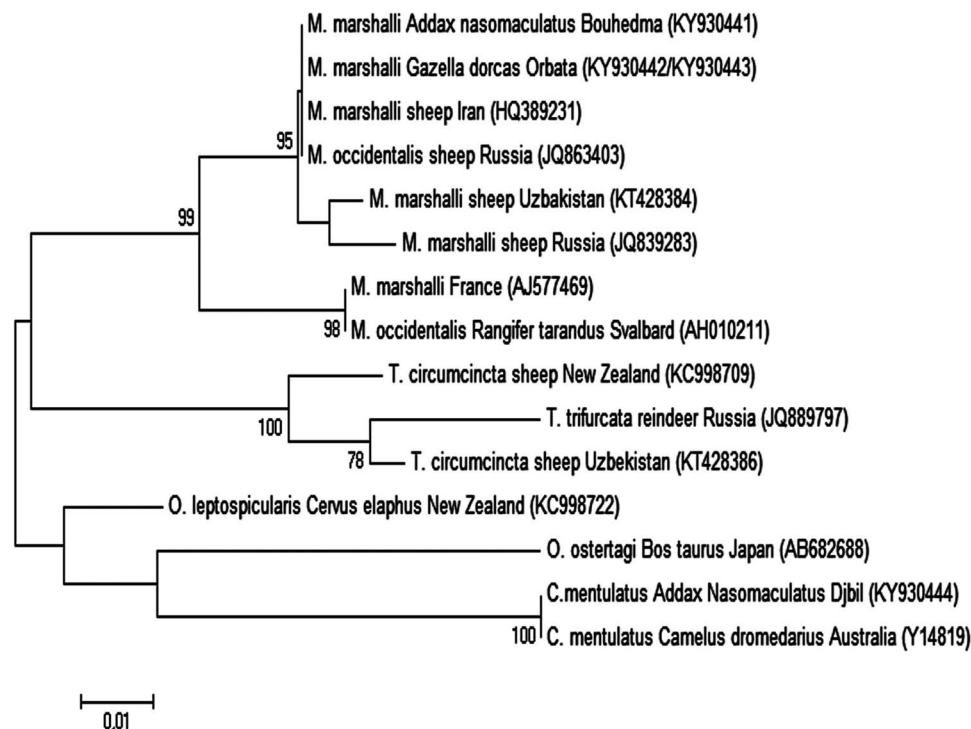 M. marshalli Addax nasomaculatus Bouhedma (KY930441)
M. marshalli Gazella dorcas Orbata (KY930442/KY930443)
M. marshalli sheep Iran (HQ389231)
95
M. occidentalis sheep Russia (JQ863403)
M. marshalli sheep Uzbakistan (KT428384)
99
M. marshalli sheep Russia (JQ839283)
M. marshalli France (AJ577469)
98
M. occidentalis Rangifer tarandus Svalbard (AH010211)
T. circumcincta sheep New Zealand (KC998709)
100
T. trifurcata reindeer Russia (JQ889797)
78
T. circumcincta sheep Uzbekistan (KT428386)
O. leptospicularis Cervus elaphus New Zealand (KC998722)
O. ostertagi Bos taurus Japan (AB682688)
C.mentulatus Addax Nasomaculatus Djbil (KY930444)
100
C. mentulatus Camelus dromedarius Australia (Y14819)
0.01